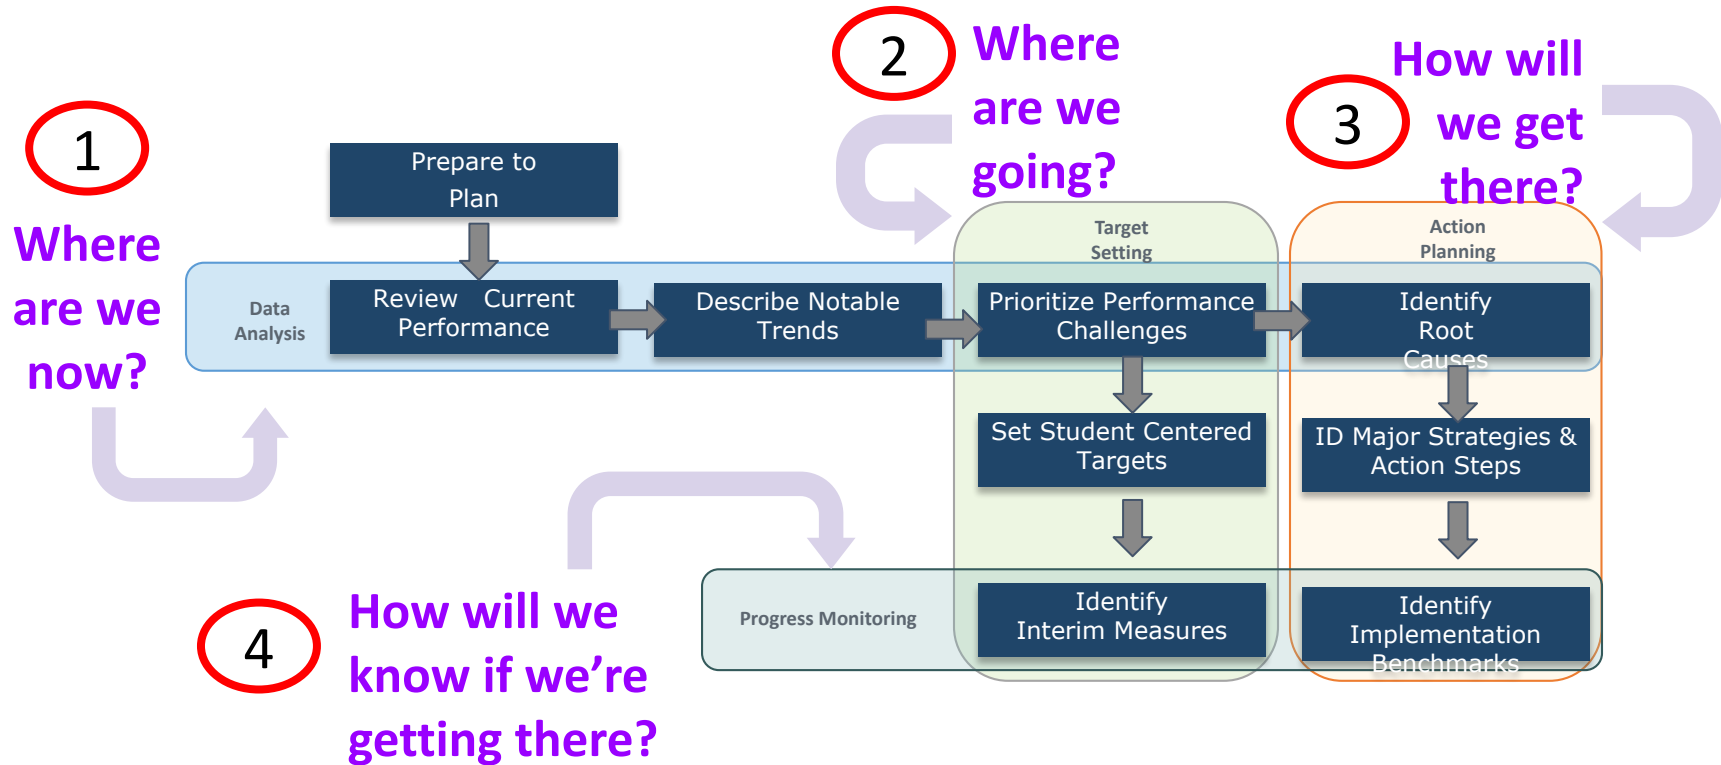 1
Where
are we
now?
2
Where
are we
going?
3
How will
we get
there?
Prepare to
Plan
Target
Setting
Action
Planning
Data
Analysis
Review Current
Performance
Describe Notable
Trends
Prioritize Performance
Challenges
Identify
Root
Causes
Set Student Centered
Targets
ID Major Strategies &
Action Steps
4
How will we
know if we’re
getting there?
Progress Monitoring
Identify
Interim Measures
Identify
Implementation
Benchmarks